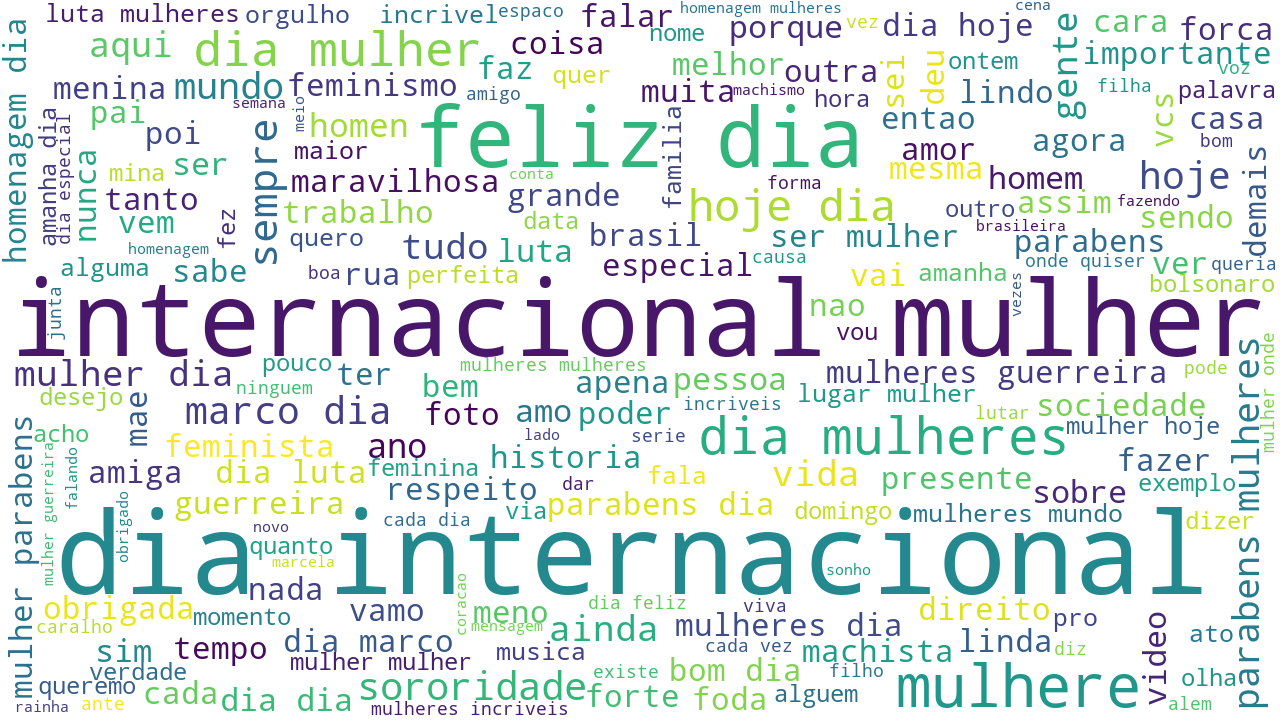 luta mulheres
orgulho
incrivel
espaco
falar
homenagem mulheres
nome
porque
vez
dia hoje
cena
gente
cara
forca
homenagem dia
aqui
dia mulher
coisa
faz
quer
melhor
outra
sei
deu
ontem
importante
voz
menina
mundo
feminismo
amigo
muita
machismo
hora
lindo
filha
palavra
semana
meio
pai
poi
homen
feliz dia
entao
vcs
casa
bom
amanha dia
dia especial
nunca
mina
ser
sempre
maior
familia
amor
agora
demais
tanto
maravilhosa
conta
grande
forma
mesma
homem
hoje
fazendo
vem
fez
trabalho
data
hoje dia
outro
assim
sendo
brasileira
homenagem
quero
tudo
luta
brasil
ser mulher
parabens
alguma
sabe
boa
rua
perfeita
especial
causa
vai
amanha
onde quiser
ver
queria
bolsonaro
junta
internacional mulher
nao
vou
vezes
mulher dia
pouco
ter
mulheres mulheres
bem
apena
pessoa
mulheres guerreira
pode
mulher onde
desejo
ninguem
mae
marco dia
foto
amo
poder
incriveis
lugar mulher
lutar
sociedade
acho
feminista
ano
lado
serie
dia mulheres
mulher hoje
mulher parabens
mulher guerreira
falando
amiga
dia luta
feminina
historia
fala
vida
presente
fazer
exemplo
parabens mulheres
guerreira
respeito
dar
sobre
obrigado
cada dia
via
parabens dia
domingo
mulheres mundo
dizer
novo
dia internacional
quanto
marcela
sonho
nada
coracao
obrigada
momento
vamo
meno
dia feliz
viva
direito
pro
video
caralho
mensagem
ainda
mulheres dia
ato
sim
tempo
dia marco
musica
cada vez
machista
linda
diz
verdade
mulher mulher
existe
bom dia
filho
olha
queremo
cada
dia dia
sororidade
forte
foda
alguem
mulhere
alem
rainha
ante
mulheres incriveis